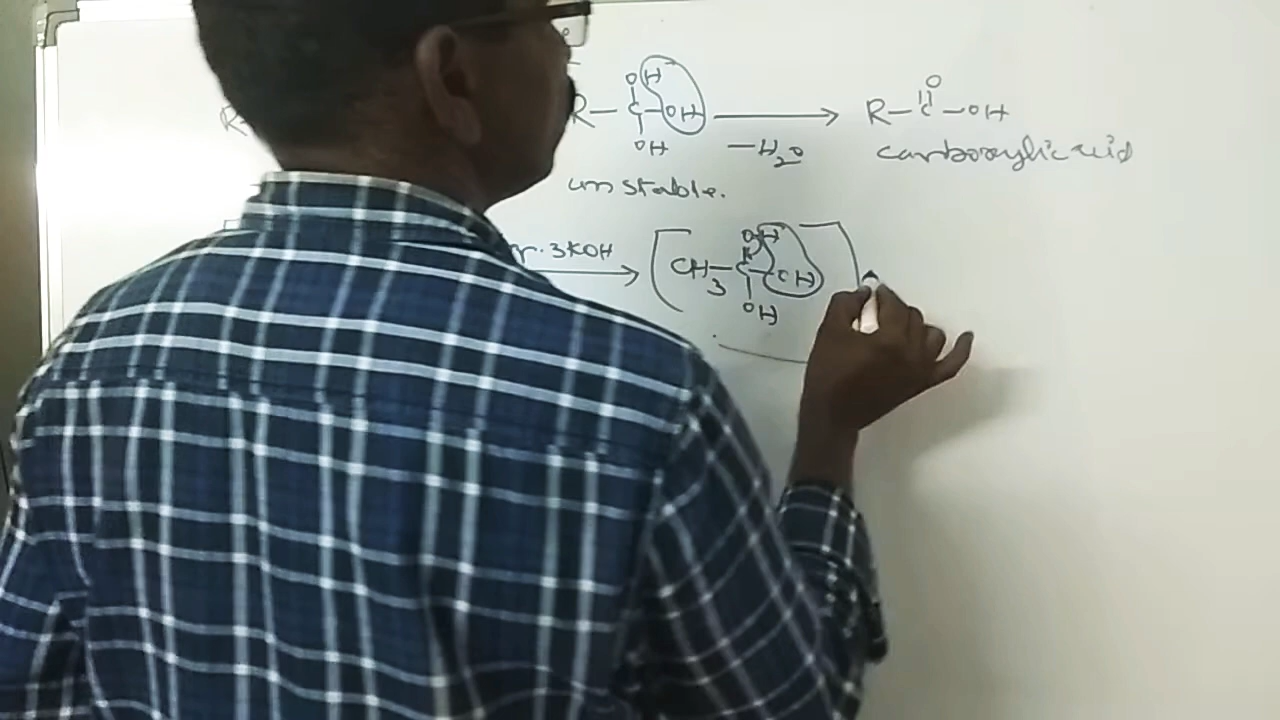 OH O
R — C — OH ⟶ R — C — OH
OH — H₂O carboxylic acid
unstable.
3KOH ⟶ OH
CH₃ — C — OH
OH